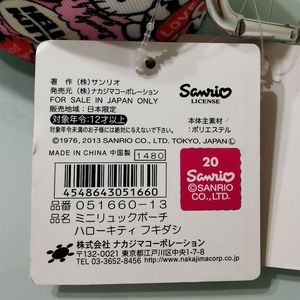 LOVE
著 作 (株) サンリオ
発売元 (株) ナカジマコーポレーション
FOR SALE IN JAPAN ONLY
販売地域：日本限定
対象年令：12才以上
対象年令未満のお子様には絶対に与えないで下さい。
©1976, 2013 SANRIO CO., LTD. TOKYO, JAPAN Ⓛ
Sanrio
LICENSE
本体主素材
：ポリエステル
MADE IN CHINA 中国製
1480
4548643051660
20
Sanrio
©SANRIO
CO., LTD.
品番 051660-13
品名 ミニリュックポーチ
ハローキティ フキダシ
株式会社 ナカジマコーポレーション
〒132-0021 東京都江戸川区中央1-7-8
TEL 03-3652-8456 www.nakajimacorp.co.jp